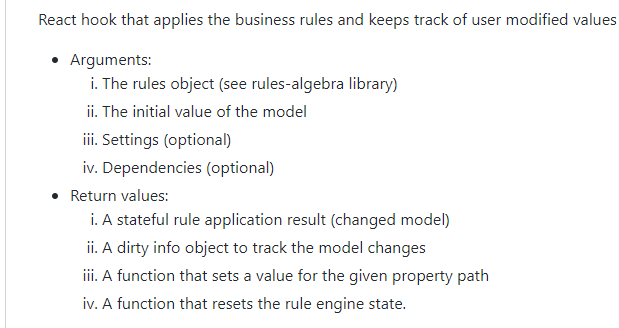 React hook that applies the business rules and keeps track of user modified values
• Arguments:
i. The rules object (see rules-algebra library)
ii. The initial value of the model
iii. Settings (optional)
iv. Dependencies (optional)
• Return values:
i. A stateful rule application result (changed model)
ii. A dirty info object to track the model changes
iii. A function that sets a value for the given property path
iv. A function that resets the rule engine state.